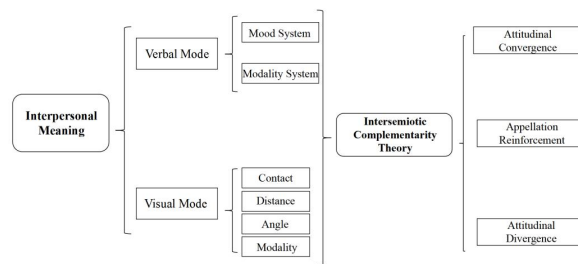 Interpersonal
Meaning
Verbal Mode
Mood System
Modality System
Visual Mode
Contact
Distance
Angle
Modality
Intersemiotic
Complementarity
Theory
Attitudinal
Convergence
Appellation
Reinforcement
Attitudinal
Divergence